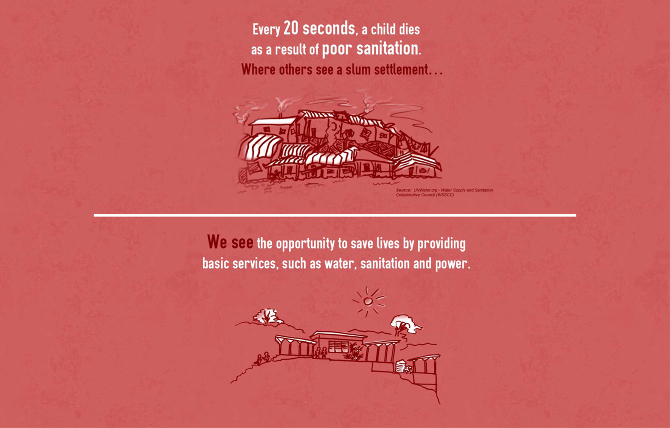 Every 20 seconds, a child dies
as a result of poor sanitation.
Where others see a slum settlement...
Source: UNWater.org - Water Supply and Sanitation
Collaborative Council (WSSCC)
We see the opportunity to save lives by providing
basic services, such as water, sanitation and power.